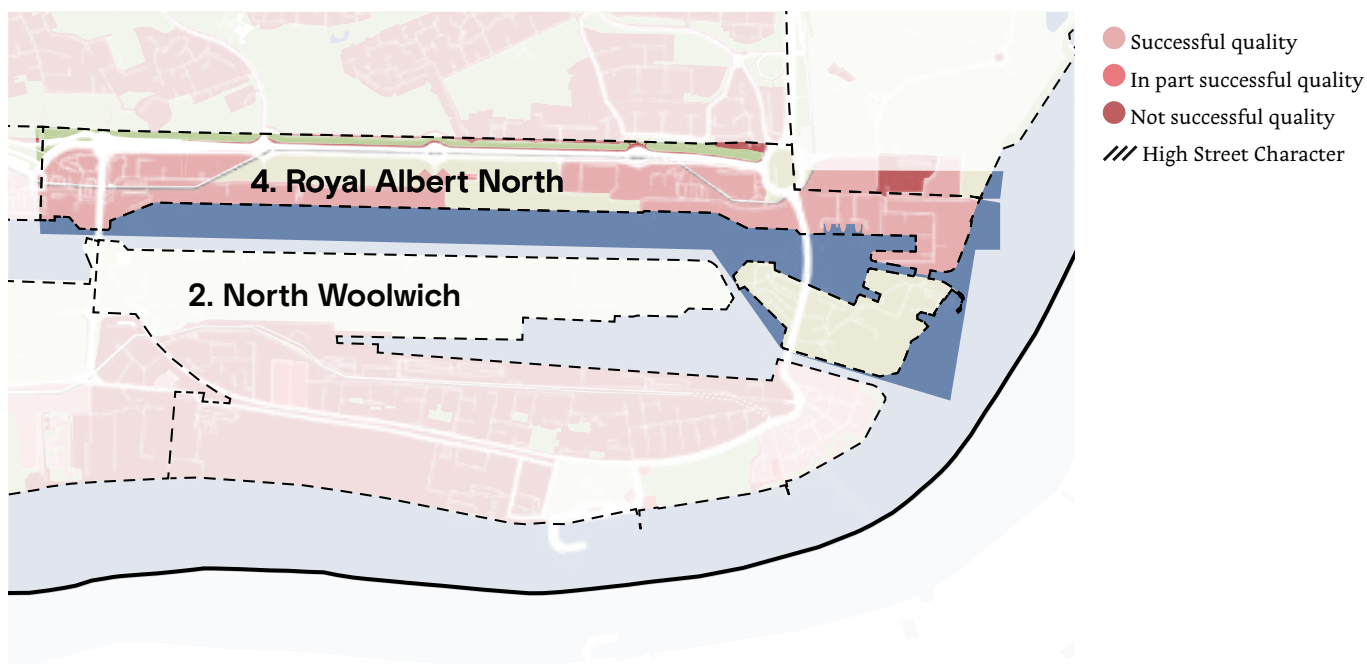 Successful quality
In part successful quality
Not successful quality
High Street Character
4. Royal Albert North
2. North Woolwich